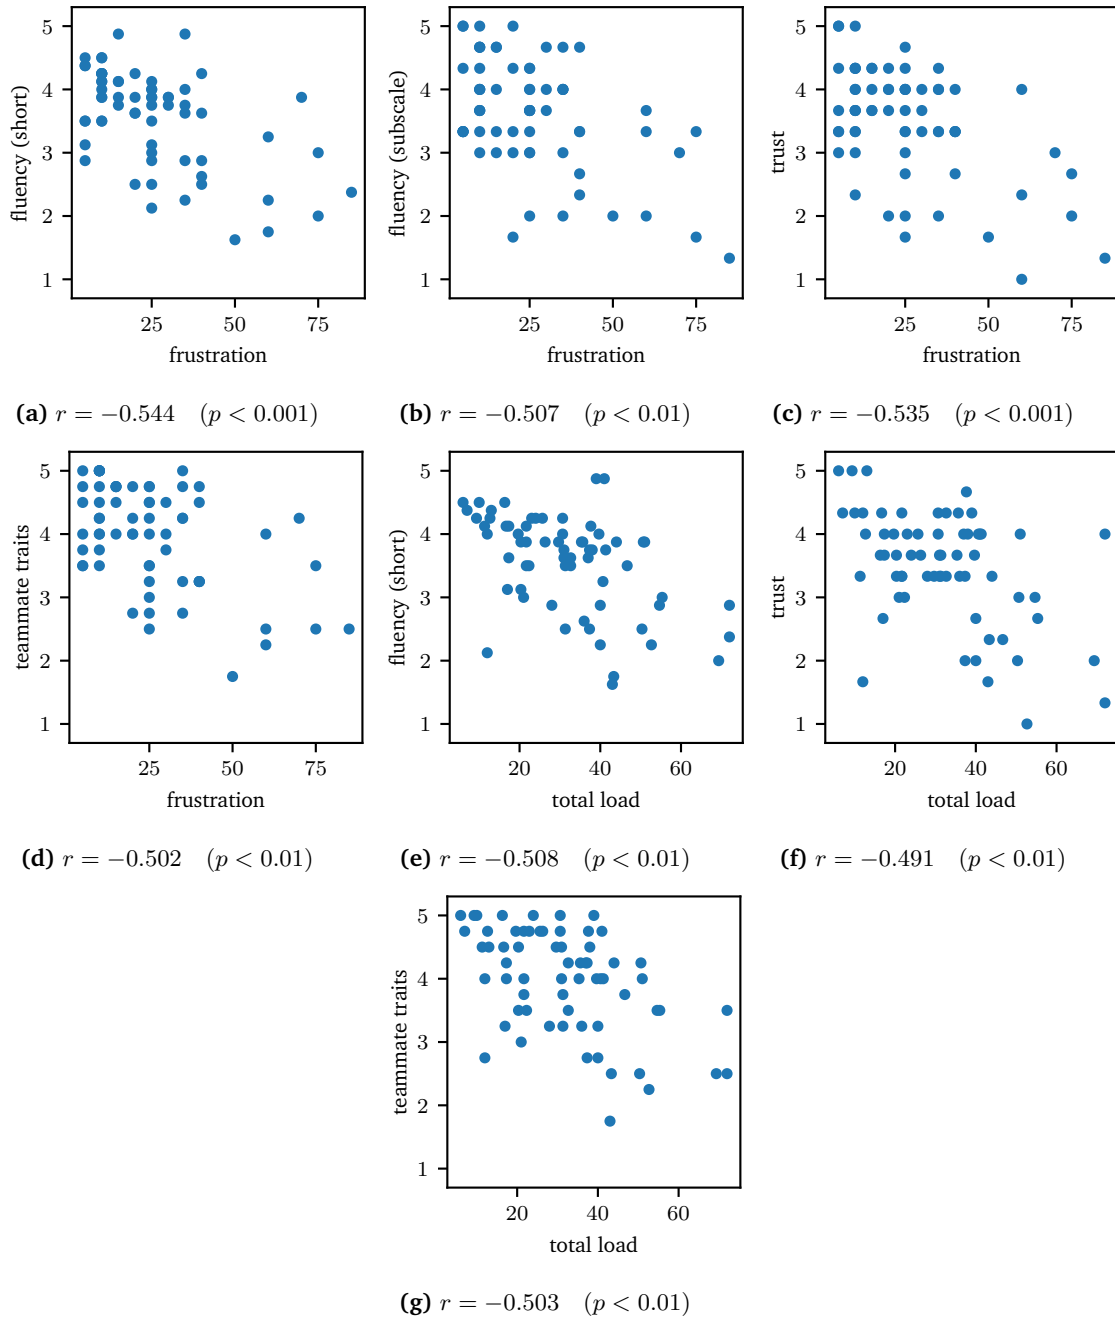 5
4
3
2
1
fluency (short)
25 50 75
frustration
(a) r = −0.544 (p < 0.001)
5
4
3
2
1
fluency (subscale)
25 50 75
frustration
(b) r = −0.507 (p < 0.01)
5
4
3
2
1
trust
25 50 75
frustration
(c) r = −0.535 (p < 0.001)
5
4
3
2
1
teammate traits
25 50 75
frustration
(d) r = −0.502 (p < 0.01)
5
4
3
2
1
fluency (short)
20 40 60
total load
(e) r = −0.508 (p < 0.01)
5
4
3
2
1
trust
20 40 60
total load
(f) r = −0.491 (p < 0.01)
5
4
3
2
1
teammate traits
20 40 60
total load
(g) r = −0.503 (p < 0.01)